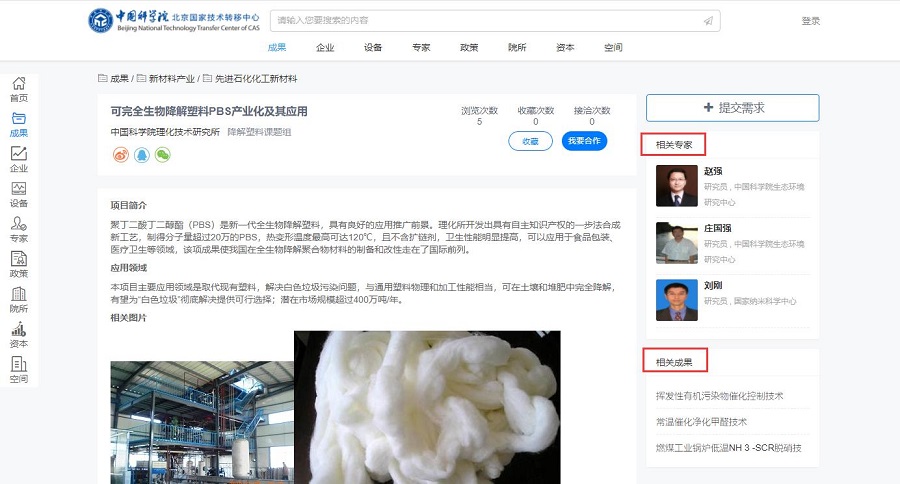 中国科学院 北京国家技术转移中心
Beijing National Technology Transfer Center of CAS
请输入您要搜索的内容
登录
成果 企业 设备 专家 政策 院所 资本 空间
首页
成果
企业
设备
专家
政策
院所
资本
空间
成果 / 新材料产业 / 先进石化化工新材料
可完全生物降解塑料PBS产业化及其应用
中国科学院理化技术研究所 降解塑料课题组
浏览次数 收藏次数 接洽次数
5 0 0
收藏 我要合作
项目简介
聚丁二酸丁二醇酯（PBS）是新一代全生物降解塑料，具有良好的应用推广前景。理化所开发出具有自主知识产权的一步法合成
新工艺，制得分子量超过20万的PBS，热变形温度最高可达120℃，且不含扩链剂，卫生性能明显提高，可以应用于食品包装、
医疗卫生等领域，该项成果使我国在全生物降解聚合物材料的制备和改性走在了国际前列。
应用领域
本项目主要应用领域是取代现有塑料，解决白色垃圾污染问题，与通用塑料物理和加工性能相当，可在土壤和堆肥中完全降解，
有望为“白色垃圾”彻底解决提供可行选择；潜在市场规模超过400万吨/年。
相关图片
+ 提交需求
相关专家
赵强
研究员，中国科学院生态环境
研究中心
庄国强
研究员，中国科学院生态环境
研究中心
刘刚
研究员，国家纳米科学中心
相关成果
挥发性有机污染物催化控制技术
常温催化净化甲醛技术
燃煤工业锅炉低温NH 3 -SCR脱硝技